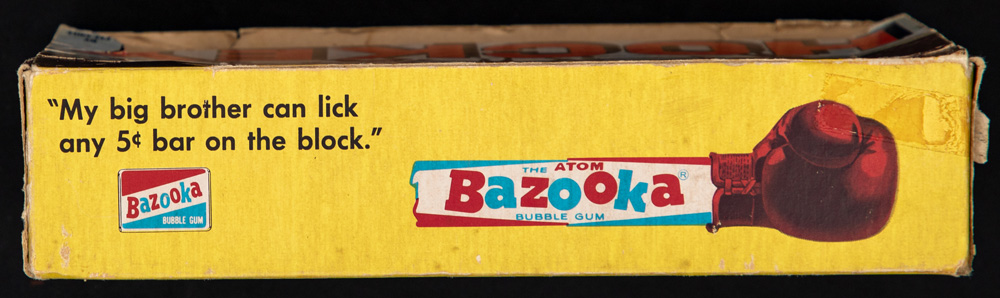 “My big brother can lick
any 5¢ bar on the block.”
Bazooka
BUBBLE GUM
THE ATOM
Bazooka®
BUBBLE GUM